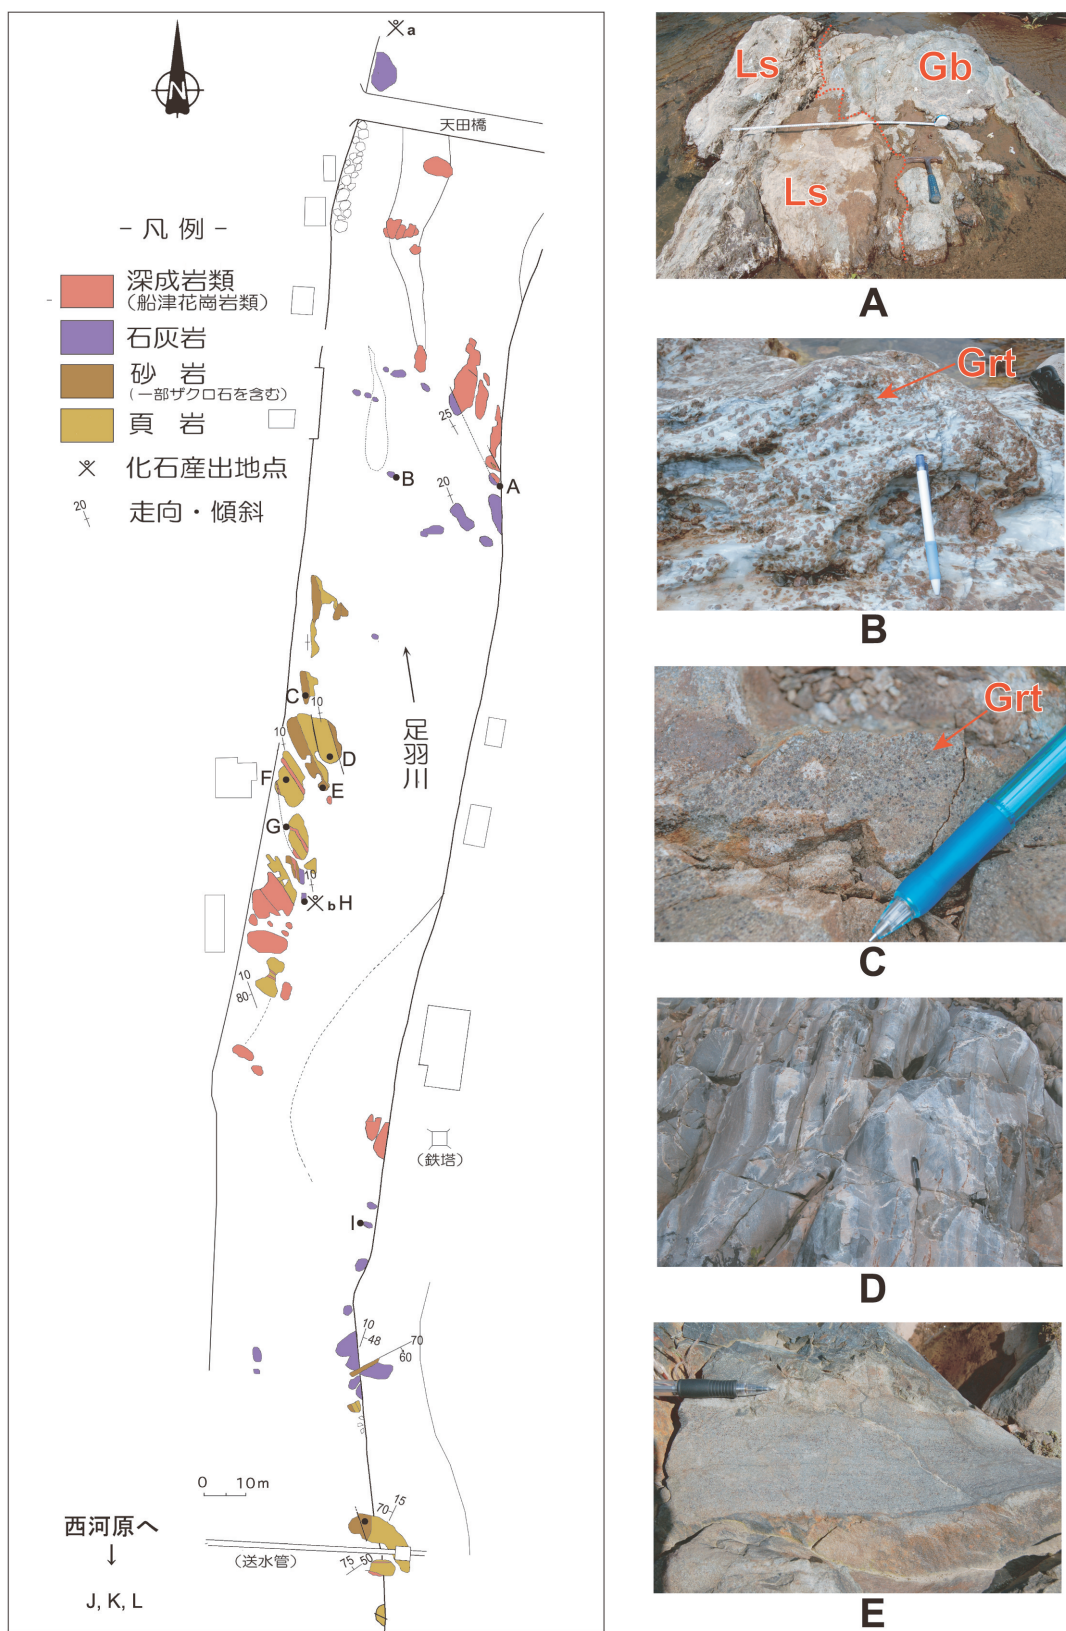 a
N
天田橋
- 凡 例 -
深成岩類
(船津花崗岩類)
石灰岩
砂 岩
(一部ザクロ石を含む)
頁 岩
化石産出地点
20
走向・傾斜
25
20
B
A
C
10
10
D
F
E
G
10
b H
10
80
足羽川
(鉄塔)
I
10
48
70
60
0 10m
西河原へ
↓
J, K, L
(送水管)
70
15
75
50
Ls
Gb
Ls
A
Grt
B
Grt
C
D
E